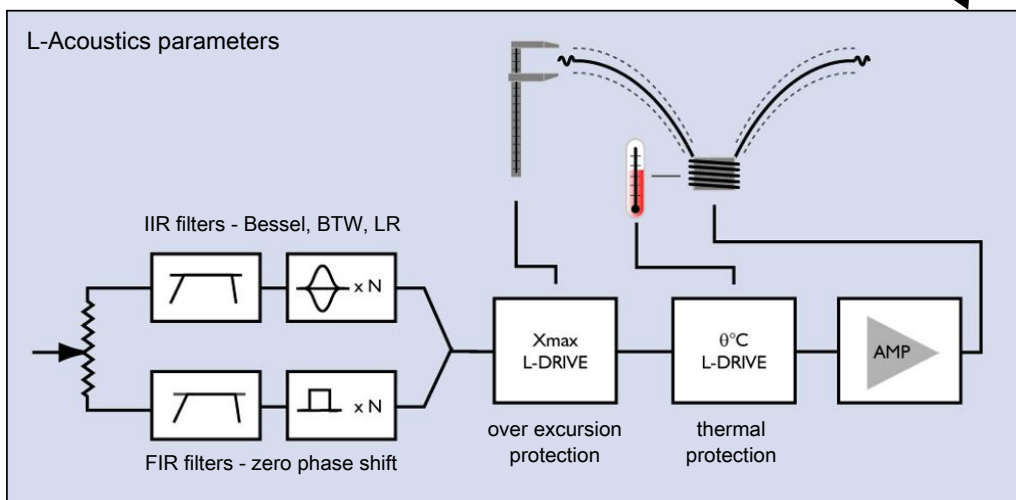 L-Acoustics parameters
IIR filters - Bessel, BTW, LR
x N
x N
FIR filters - zero phase shift
Xmax
L-DRIVE
over excursion
protection
θ°C
L-DRIVE
thermal
protection
AMP